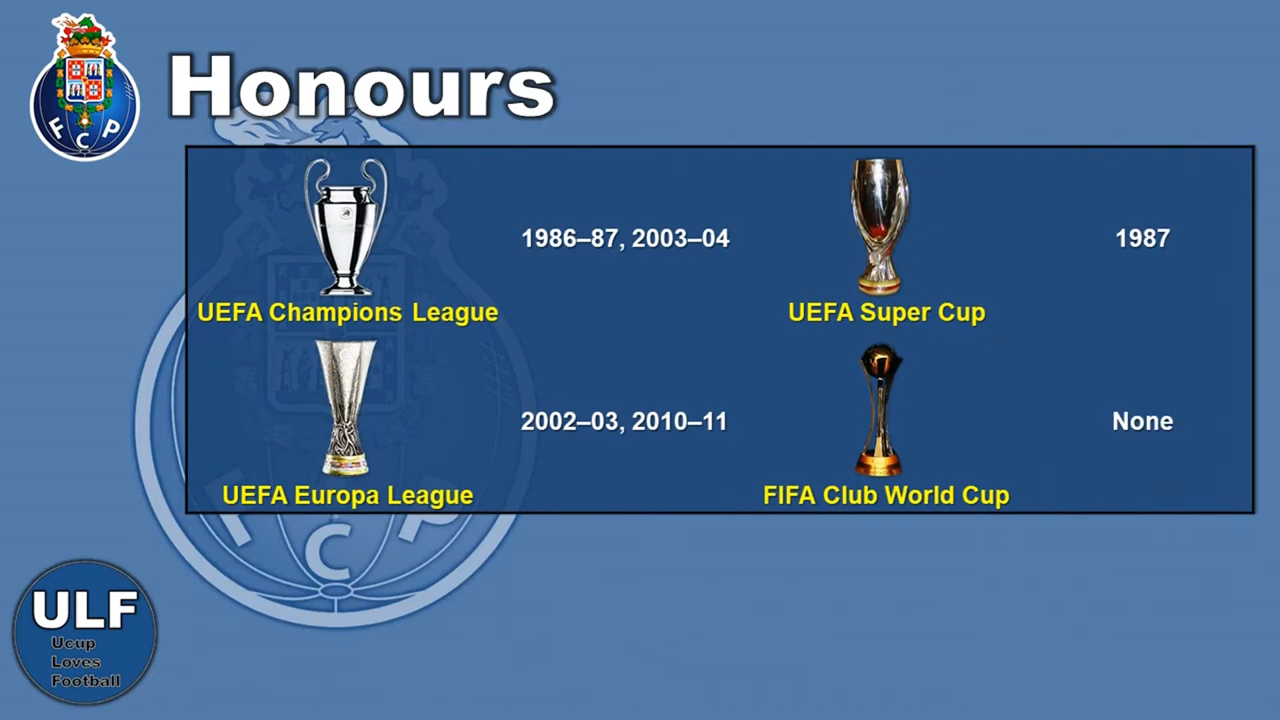 Honours
FCP
1986–87, 2003–04
1987
UEFA Champions League
UEFA Super Cup
2002–03, 2010–11
None
UEFA Europa League
FIFA Club World Cup
F C P
ULF
Ucup
Loves
Football